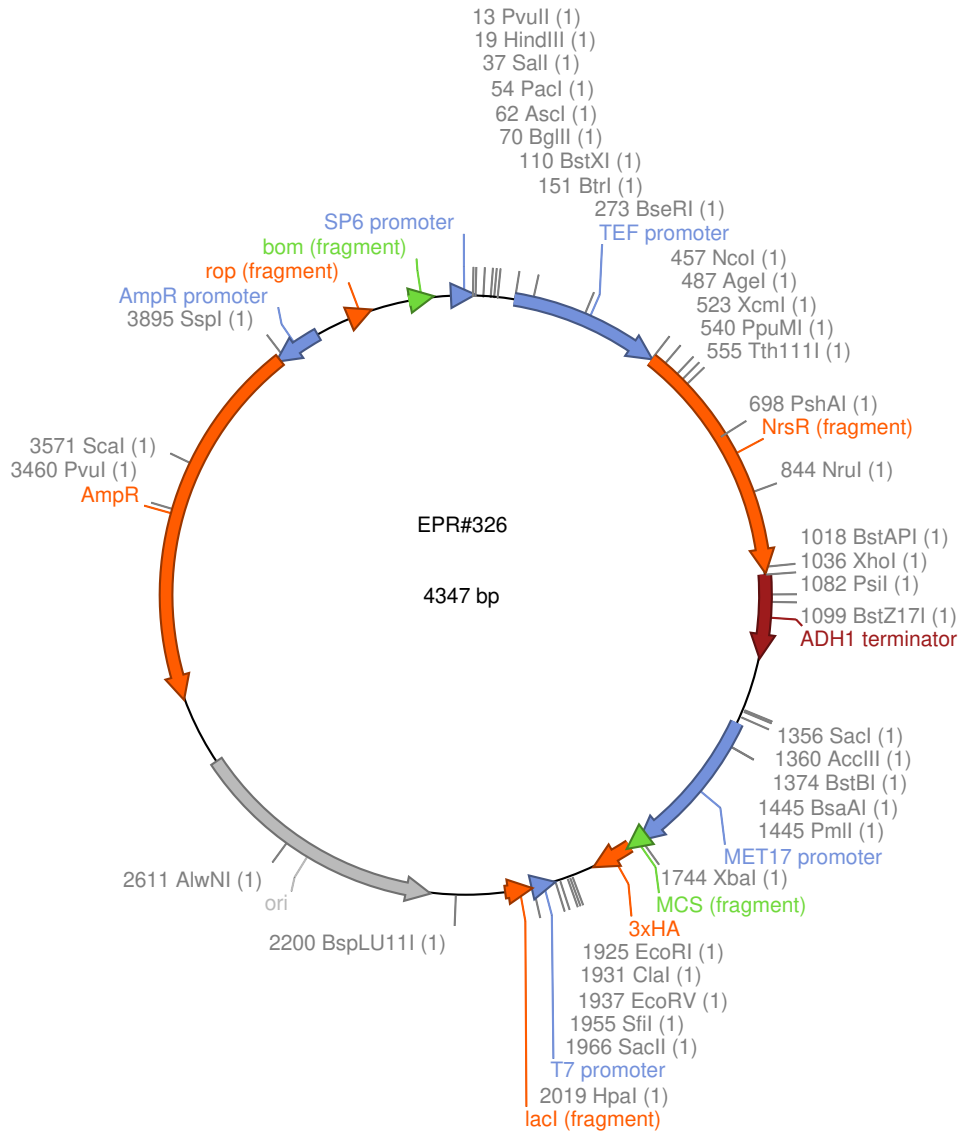 13 PvuII (1)
19 HindIII (1)
37 SalI (1)
54 PacI (1)
62 AscI (1)
70 BglII (1)
110 BstXI (1)
151 BtrI (1)
273 BseRI (1)
TEF promoter
457 NcoI (1)
487 AgeI (1)
523 XcmI (1)
540 PpuMI (1)
555 Tth111I (1)
698 PshAI (1)
NrsR (fragment)
844 NruI (1)
1018 BstAPI (1)
1036 XhoI (1)
1082 PsiI (1)
1099 BstZ17I (1)
ADH1 terminator
1356 SacI (1)
1360 AccIII (1)
1374 BstBI (1)
1445 BsaAI (1)
1445 PmlI (1)
MET17 promoter
1744 XbaI (1)
MCS (fragment)
3xHA
1925 EcoRI (1)
1931 ClaI (1)
1937 EcoRV (1)
1955 SfiI (1)
1966 SacII (1)
T7 promoter
2019 HpaI (1)
lacI (fragment)
2200 BspLU11I (1)
ori
2611 AlwNI (1)
AmpR
3460 PvuI (1)
3571 ScaI (1)
3895 SspI (1)
AmpR promoter
rop (fragment)
bom (fragment)
SP6 promoter
EPR#326
4347 bp